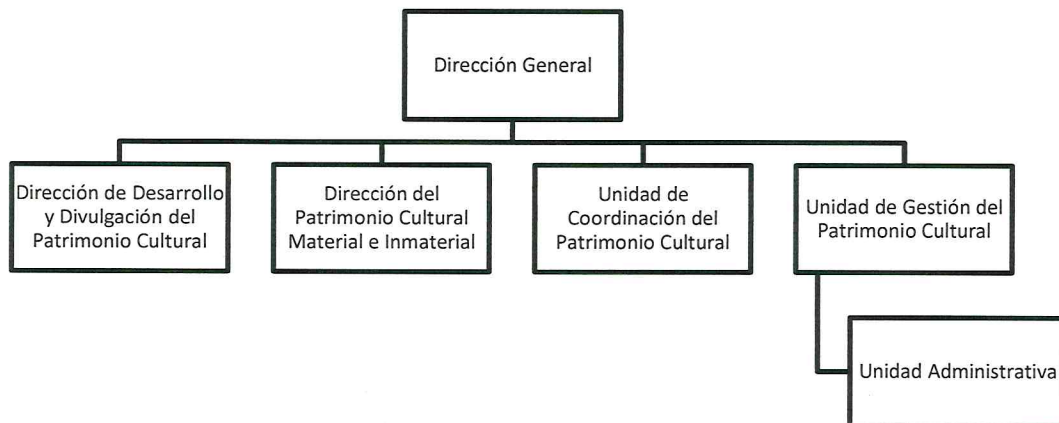 Dirección General
Dirección de Desarrollo
y Divulgación del
Patrimonio Cultural
Dirección del
Patrimonio Cultural
Material e Inmaterial
Unidad de
Coordinación del
Patrimonio Cultural
Unidad de Gestión del
Patrimonio Cultural
Unidad Administrativa